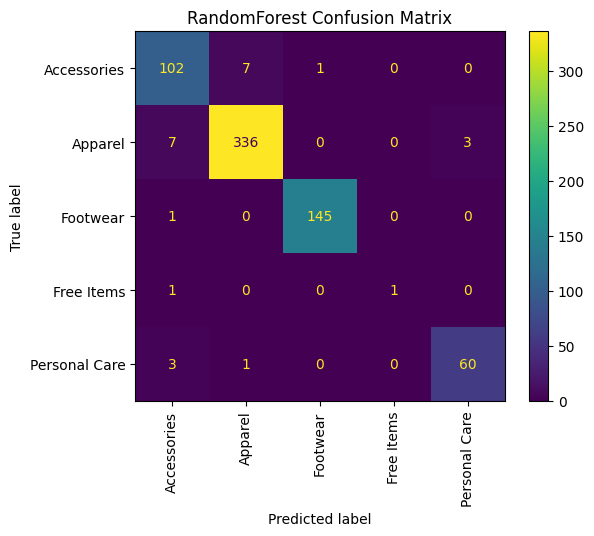 RandomForest Confusion Matrix
Accessories 102 7 1 0 0
Apparel 7 336 0 0 3
Footwear 1 0 145 0 0
Free Items 1 0 0 1 0
Personal Care 3 1 0 0 60
True label
Accessories Apparel Footwear Free Items Personal Care
Predicted label
300
250
200
150
100
50
0